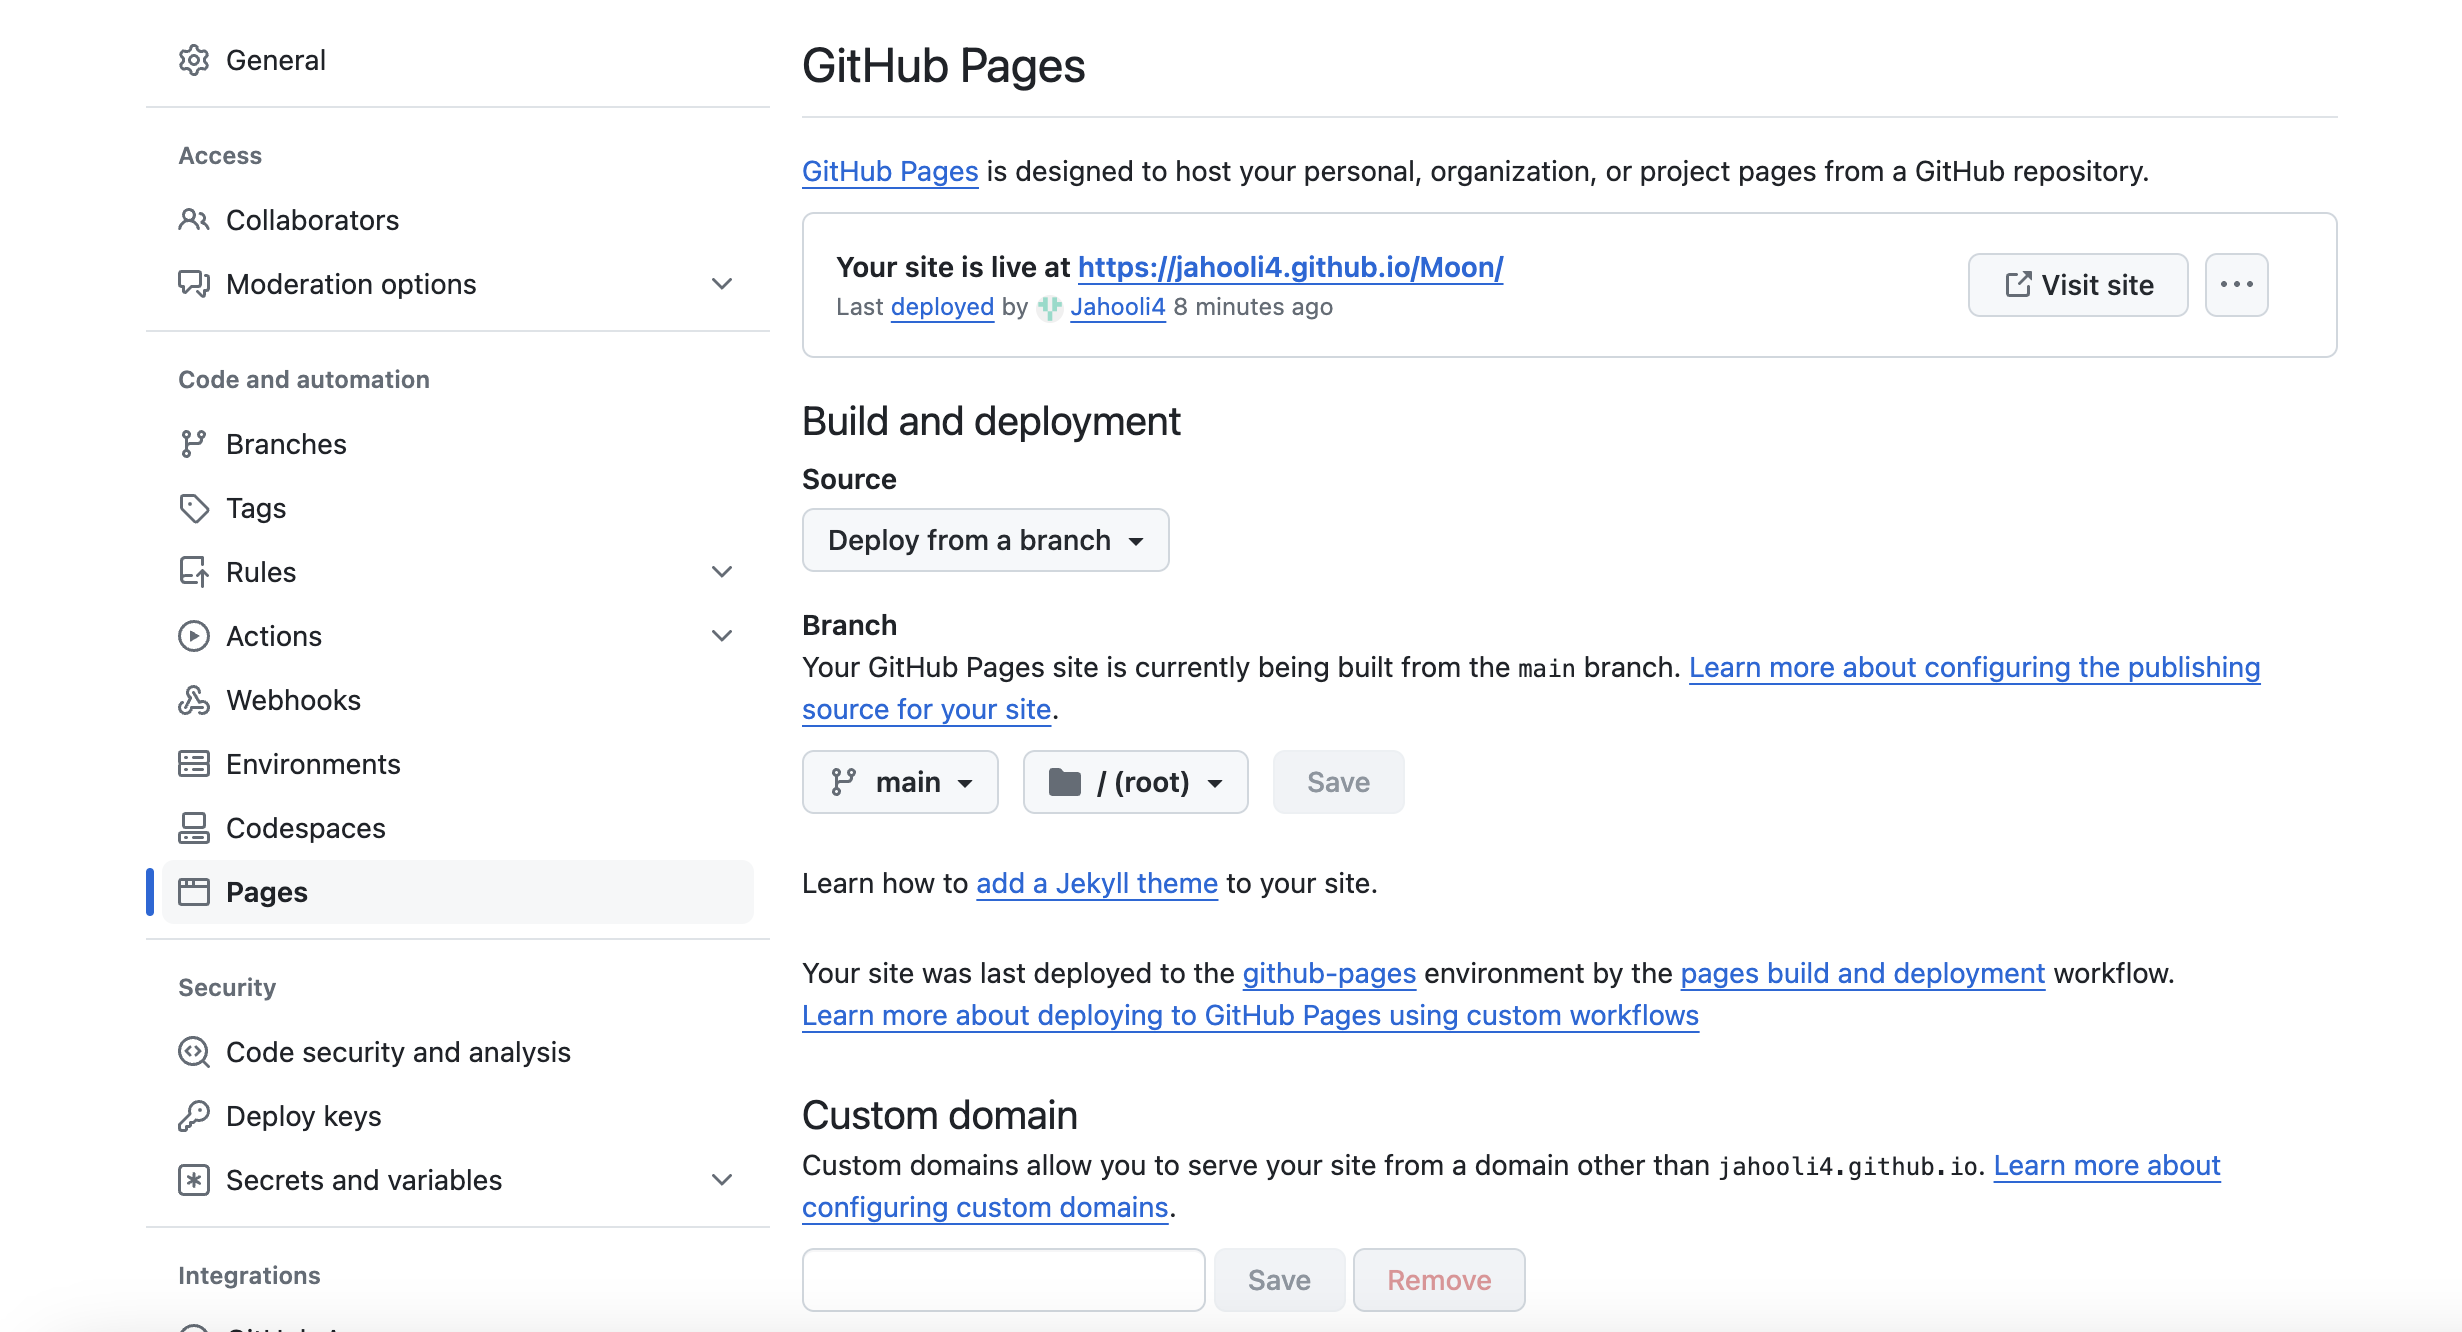 General
Access
Collaborators
Moderation options
Code and automation
Branches
Tags
Rules
Actions
Webhooks
Environments
Codespaces
Pages
Security
Code security and analysis
Deploy keys
Secrets and variables
Integrations
GitHub Pages
GitHub Pages is designed to host your personal, organization, or project pages from a GitHub repository.
Your site is live at https://jahooli4.github.io/Moon/
Last deployed by Jahooli4 8 minutes ago
Visit site
Build and deployment
Source
Deploy from a branch
Branch
Your GitHub Pages site is currently being built from the main branch. Learn more about configuring the publishing
source for your site.
main
/ (root)
Save
Learn how to add a Jekyll theme to your site.
Your site was last deployed to the github-pages environment by the pages build and deployment workflow.
Learn more about deploying to GitHub Pages using custom workflows
Custom domain
Custom domains allow you to serve your site from a domain other than jahooli4.github.io. Learn more about
configuring custom domains.
Save
Remove